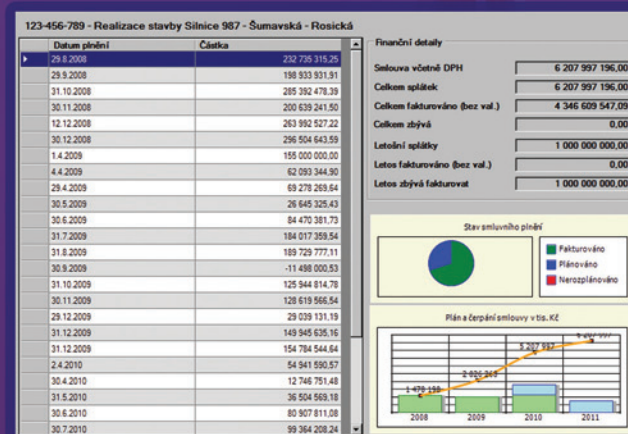 123-456-789 - Realizace stavby Silnice 987 - Šumavská - Rosická
Datum plnění Částka
29.8.2008 232 735 315,25
29.9.2008 198 933 931,91
31.10.2008 285 392 478,39
30.11.2008 200 639 241,50
12.12.2008 263 992 527,22
30.12.2008 296 504 643,59
1.4.2009 155 000 000,00
4.4.2009 62 093 344,90
29.4.2009 69 278 269,64
30.5.2009 26 645 325,43
30.6.2009 84 470 381,73
31.7.2009 184 017 359,54
31.8.2009 189 729 777,11
30.9.2009 -11 498 000,53
31.10.2009 125 944 814,78
30.11.2009 128 619 566,54
29.12.2009 29 039 131,19
31.12.2009 149 945 635,16
31.12.2009 154 784 544,64
2.4.2010 54 941 590,57
30.4.2010 12 746 751,48
31.5.2010 36 504 569,18
30.6.2010 80 907 811,08
30.7.2010 99 364 208,24
Finanční detaily
Smlouva včetně DPH 6 207 997 196,00
Celkem splátek 6 207 997 196,00
Celkem fakturováno (bez val.) 4 346 609 547,09
Celkem zbývá 0,00
Letošní splátky 1 000 000 000,00
Letos fakturováno (bez val.) 0,00
Letos zbývá fakturovat 1 000 000 000,00
Stav smluvního plnění
Fakturováno
Plánováno
Nerozplánováno
Plán a čerpání smlouvy v tis. Kč
6 207 997
5 207 997
1 478 198
2008 2009 2010 2011